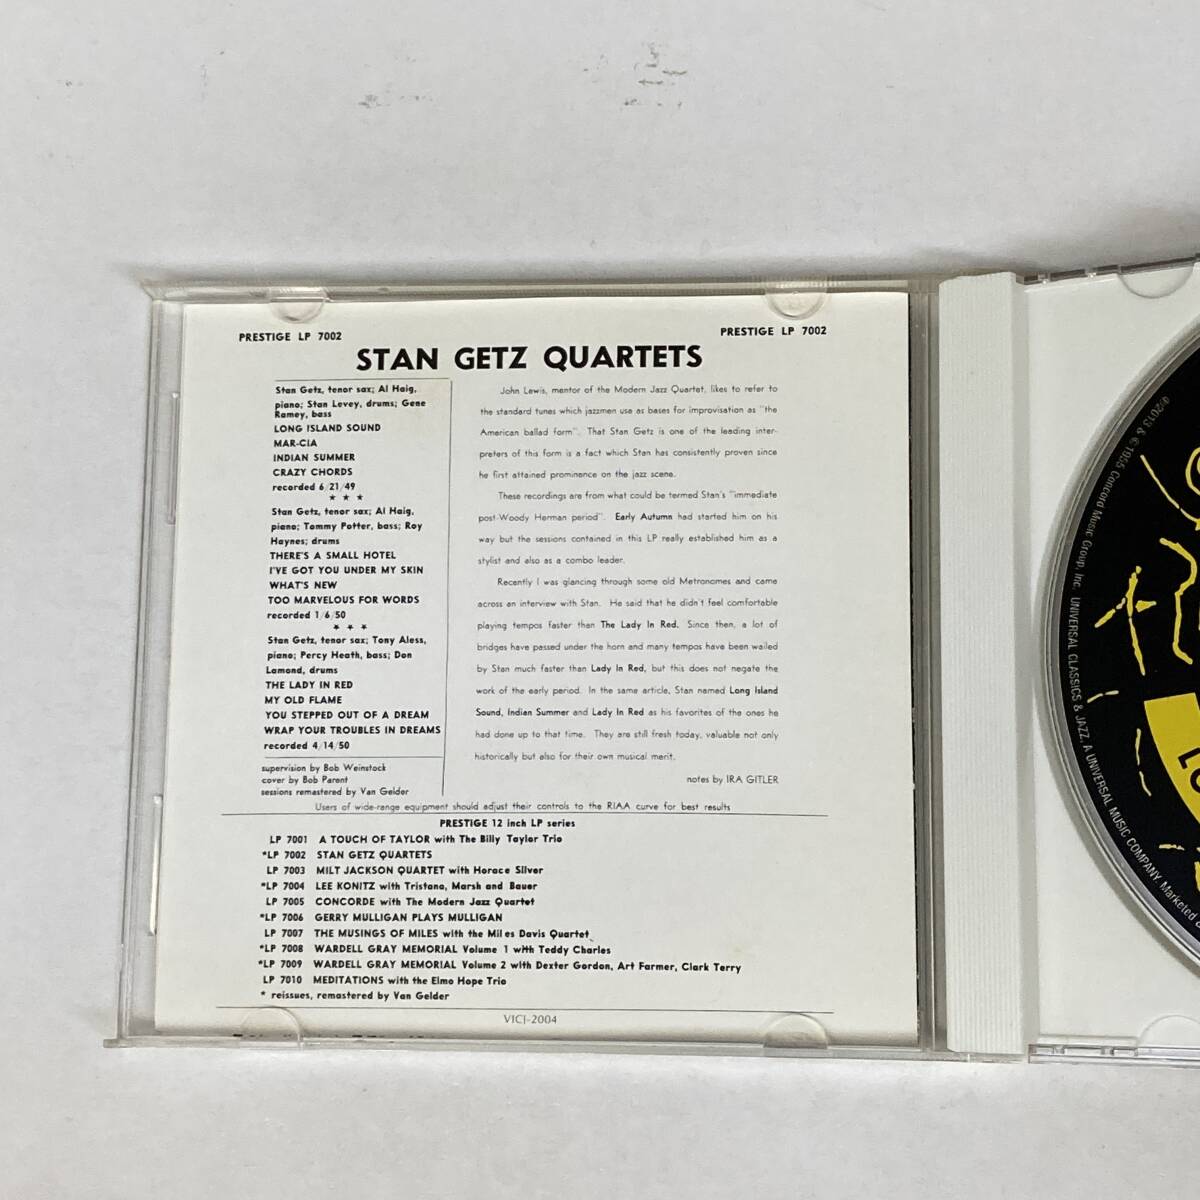 PRESTIGE LP 7002
PRESTIGE LP 7002
STAN GETZ QUARTETS
Stan Getz, tenor sax; Al Haig,
piano; Stan Levey, drums; Gene
Ramey, bass
LONG ISLAND SOUND
MAR-CIA
INDIAN SUMMER
CRAZY CHORDS
recorded 6/21/49
* * *
Stan Getz, tenor sax; Al Haig,
piano; Tommy Potter, bass; Roy
Haynes; drums
THERE'S A SMALL HOTEL
I'VE GOT YOU UNDER MY SKIN
WHAT'S NEW
TOO MARVELOUS FOR WORDS
recorded 1/6/50
* * *
Stan Getz, tenor sax; Tony Aless,
piano; Percy Heath, bass; Don
Lamond, drums
THE LADY IN RED
MY OLD FLAME
YOU STEPPED OUT OF A DREAM
WRAP YOUR TROUBLES IN DREAMS
recorded 4/14/50
supervision by Bob Weinstock
cover by Bob Parent
sessions remastered by Van Gelder
John Lewis, mentor of the Modern Jazz Quartet, likes to refer to
the standard tunes which jazzmen use as bases for improvisation as "the
American ballad form". That Stan Getz is one of the leading inter-
preters of this form is a fact which Stan has consistently proven since
he first attained prominence on the jazz scene.
These recordings are from what could be termed Stan's "immediate
post-Woody Herman period". Early Autumn had started him on his
way but the sessions contained in this LP really established him as a
stylist and also as a combo leader.
Recently I was glancing through some old Metronomes and came
across an interview with Stan. He said that he didn't feel comfortable
playing tempos faster than The Lady In Red. Since then, a lot of
bridges have passed under the horn and many tempos have been wailed
by Stan much faster than Lady In Red, but this does not negate the
work of the early period. In the same article, Stan named Long Island
Sound, Indian Summer and Lady In Red as his favorites of the ones he
had done up to that time. They are still fresh today, valuable not only
historically but also for their own musical merit.
notes by IRA GITLER
Users of wide-range equipment should adjust their controls to the RIAA curve for best results
PRESTIGE 12 inch LP series
LP 7001 A TOUCH OF TAYLOR with The Billy Taylor Trio
*LP 7002 STAN GETZ QUARTETS
LP 7003 MILT JACKSON QUARTET with Horace Silver
*LP 7004 LEE KONITZ with Tristano, Marsh and Bauer
LP 7005 CONCORDE with The Modern Jazz Quartet
*LP 7006 GERRY MULLIGAN PLAYS MULLIGAN
LP 7007 THE MUSINGS OF MILES with the Miles Davis Quartet
*LP 7008 WARDELL GRAY MEMORIAL Volume 1 with Teddy Charles
*LP 7009 WARDELL GRAY MEMORIAL Volume 2 with Dexter Gordon, Art Farmer, Clark Terry
LP 7010 MEDITATIONS with the Elmo Hope Trio
* reissues, remastered by Van Gelder
VICJ-2004
℗2013 & ©1955 Concord Music Group, Inc. UNIVERSAL CLASSICS & JAZZ, A UNIVERSAL MUSIC COMPANY. Marketed